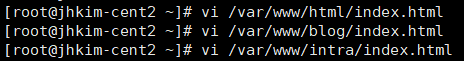 [root@jhkim-cent2 ~]# vi /var/www/html/index.html
[root@jhkim-cent2 ~]# vi /var/www/blog/index.html
[root@jhkim-cent2 ~]# vi /var/www/intra/index.html